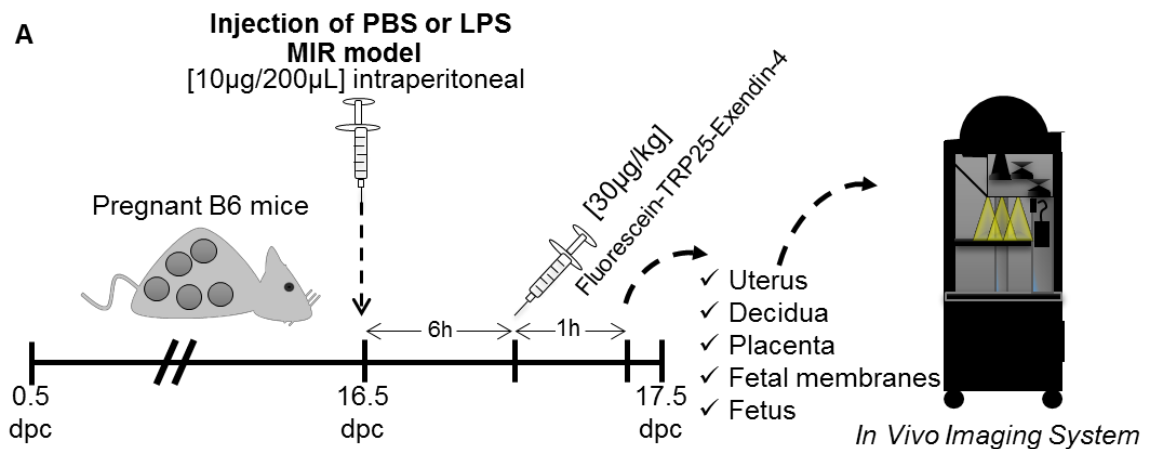 A
Injection of PBS or LPS
MIR model
[10µg/200µL] intraperitoneal
Pregnant B6 mice
[30µg/kg]
Fluorescein-TRP25-Exendin-4
6h
1h
✓ Uterus
✓ Decidua
✓ Placenta
✓ Fetal membranes
✓ Fetus
0.5
dpc
16.5
dpc
17.5
dpc
In Vivo Imaging System